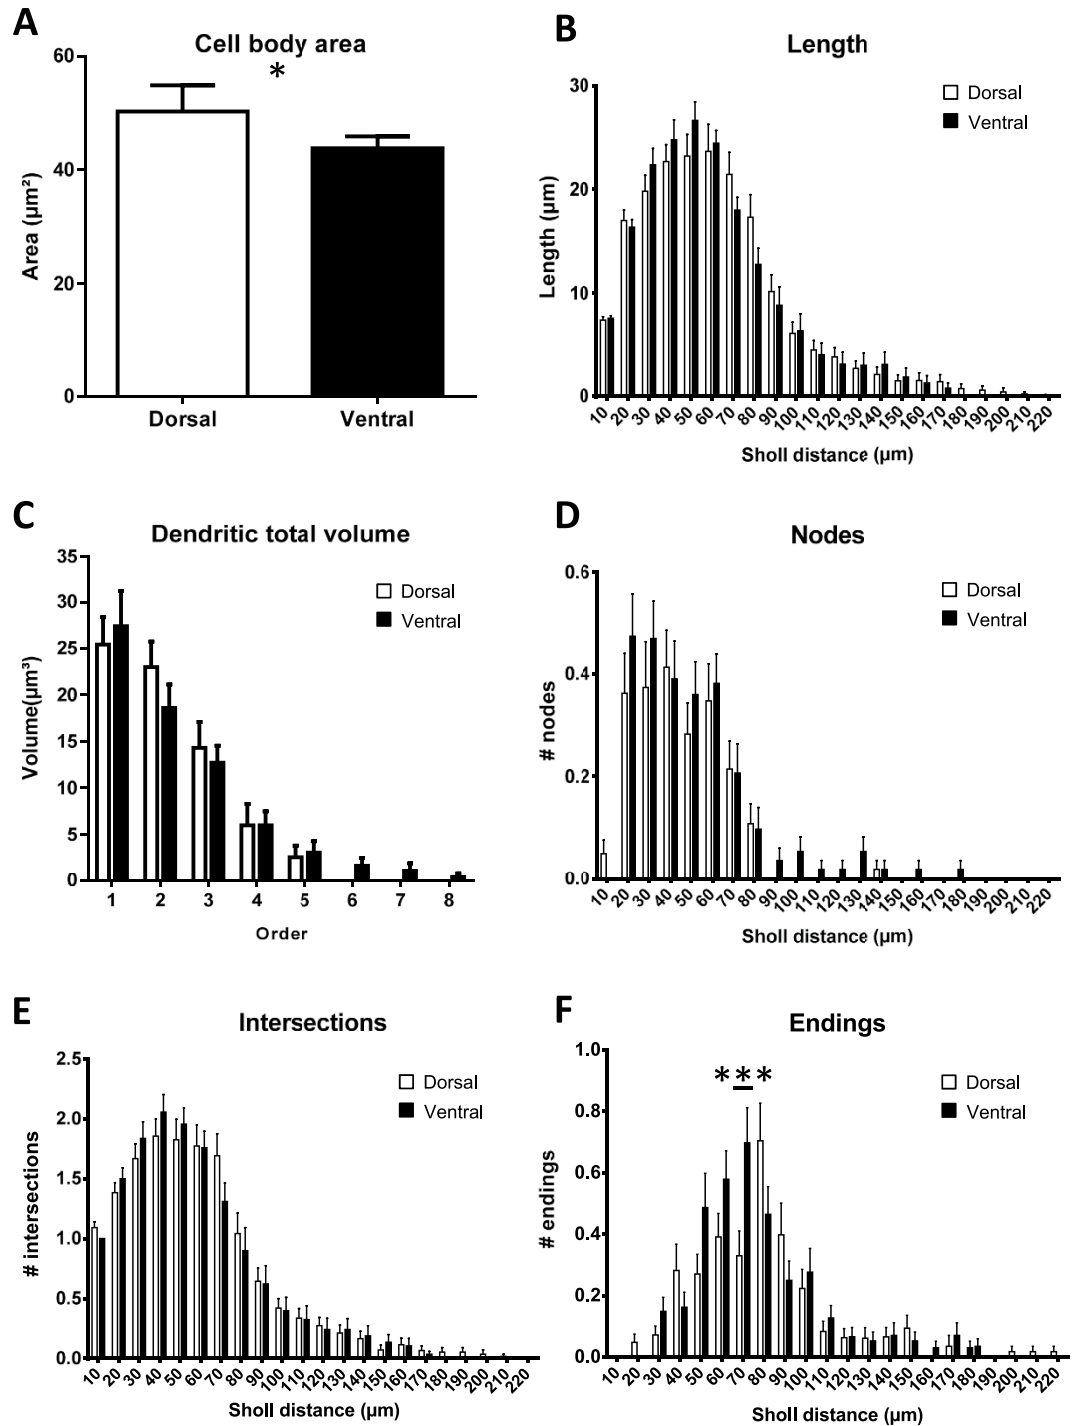 A
Cell body area
*
60
40
20
0
Area (µm²)
Dorsal
Ventral
B
Length
Dorsal
Ventral
30
20
10
0
Length (µm)
10 20 30 40 50 60 70 80 90 100 110 120 130 140 150 160 170 180 190 200 210 220
Sholl distance (µm)
C
Dendritic total volume
Dorsal
Ventral
35
30
25
20
15
10
5
0
Volume(µm³)
1 2 3 4 5 6 7 8
Order
D
Nodes
Dorsal
Ventral
0.6
0.4
0.2
0.0
# nodes
10 20 30 40 50 60 70 80 90 100 110 120 130 140 150 160 170 180 190 200 210 220
Sholl distance (µm)
E
Intersections
Dorsal
Ventral
2.5
2.0
1.5
1.0
0.5
0.0
# intersections
10 20 30 40 50 60 70 80 90 100 110 120 130 140 150 160 170 180 190 200 210 220
Sholl distance (µm)
F
Endings
***
Dorsal
Ventral
1.0
0.8
0.6
0.4
0.2
0.0
# endings
10 20 30 40 50 60 70 80 90 100 110 120 130 140 150 160 170 180 190 200 210 220
Sholl distance (µm)